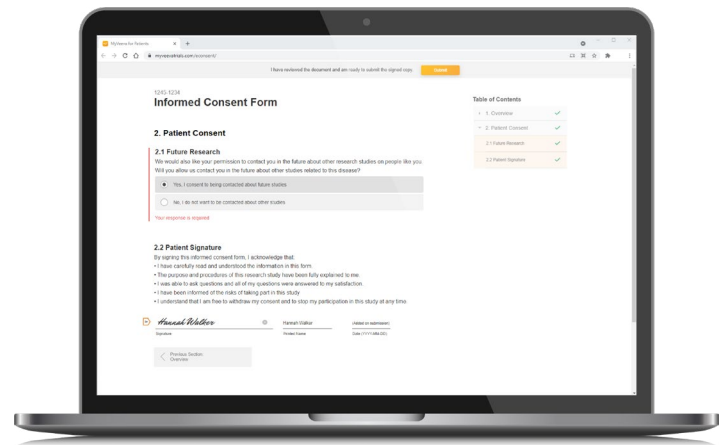 MyVeeva for Patients
myveevatrials.com/econsent/
I have reviewed the document and am ready to submit the signed copy.
Submit
1245-1234
Informed Consent Form
2. Patient Consent
2.1 Future Research
We would also like your permission to contact you in the future about other research studies on people like you.
Will you allow us contact you in the future about other studies related to this disease?
Yes, I consent to being contacted about future studies
No, I do not want to be contacted about other studies
Your response is required
2.2 Patient Signature
By signing this informed consent form, I acknowledge that:
• I have carefully read and understood the information in this form.
• The purpose and procedures of this research study have been fully explained to me.
• I was able to ask questions and all of my questions were answered to my satisfaction.
• I have been informed of the risks of taking part in this study
• I understand that I am free to withdraw my consent and to stop my participation in this study at any time.
Hannah Walker
Hannah Walker
(Added on submission)
Signature
Printed Name
Date (YYYY-MM-DD)
Previous Section
Overview
Table of Contents
1. Overview
2. Patient Consent
2.1 Future Research
2.2 Patient Signature